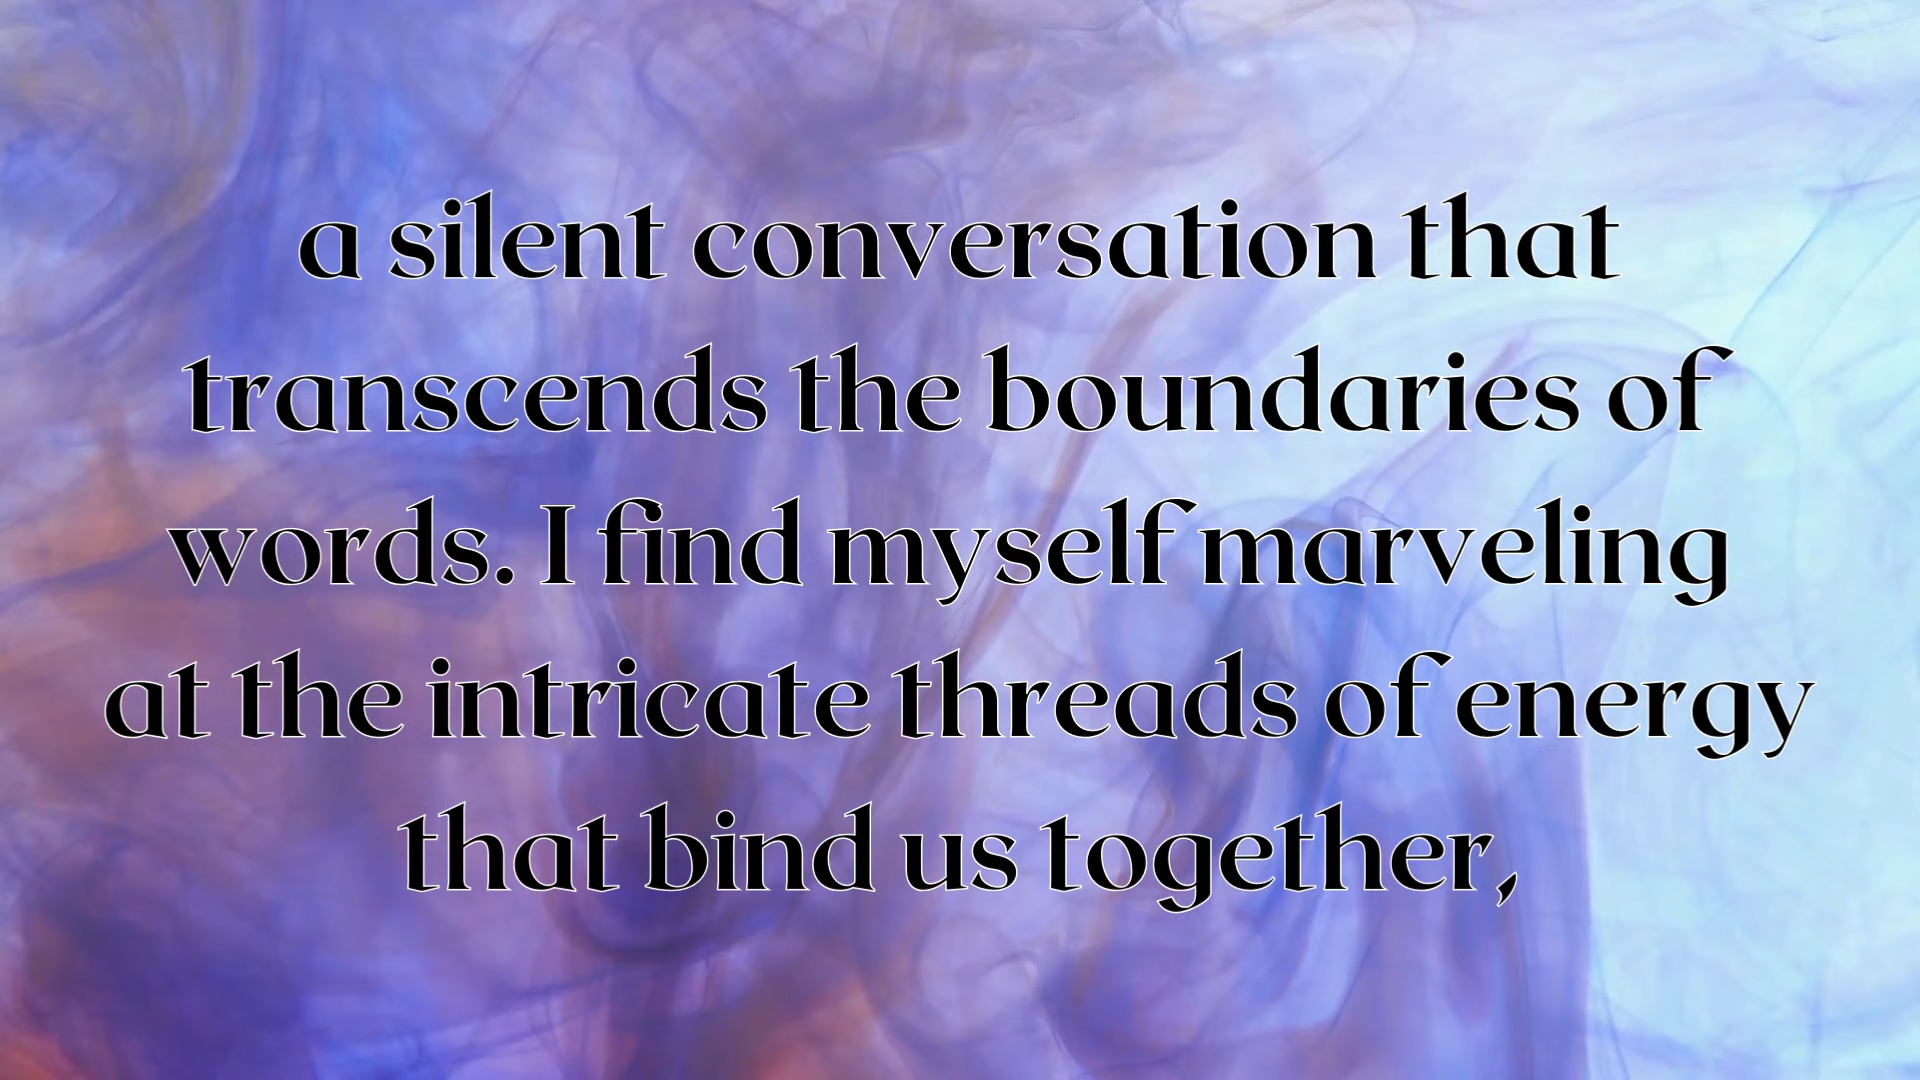 a silent conversation that
transcends the boundaries of
words. I find myself marveling
at the intricate threads of energy
that bind us together,